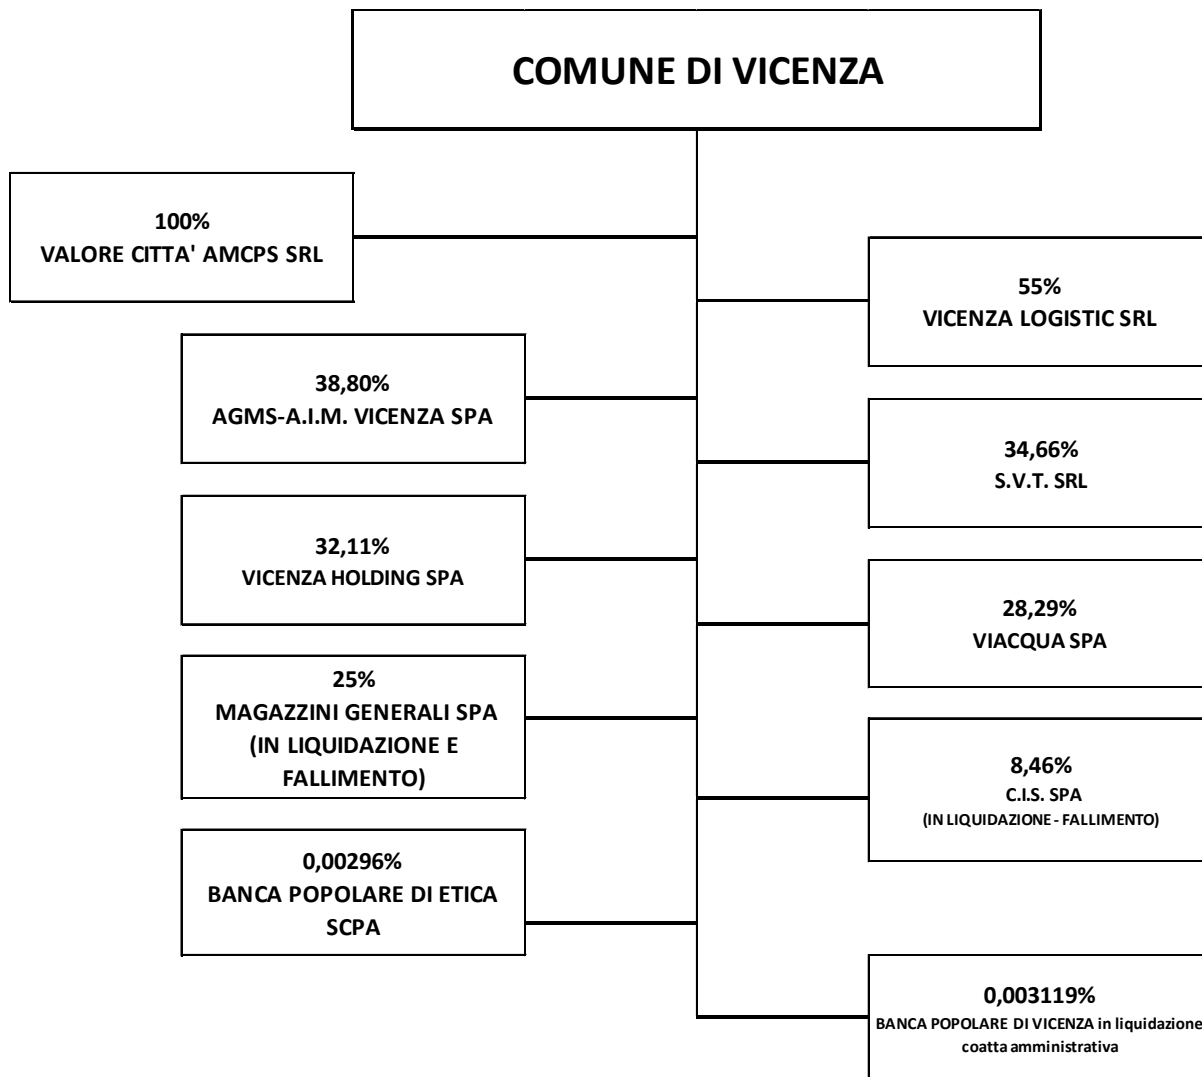 COMUNE DI VICENZA
100%
VALORE CITTA' AMCPS SRL
55%
VICENZA LOGISTIC SRL
38,80%
AGMS-A.I.M. VICENZA SPA
34,66%
S.V.T. SRL
32,11%
VICENZA HOLDING SPA
28,29%
VIACQUA SPA
25%
MAGAZZINI GENERALI SPA
(IN LIQUIDAZIONE E
FALLIMENTO)
8,46%
C.I.S. SPA
(IN LIQUIDAZIONE - FALLIMENTO)
0,00296%
BANCA POPOLARE DI ETICA
SCPA
0,003119%
BANCA POPOLARE DI VICENZA in liquidazione
coatta amministrativa